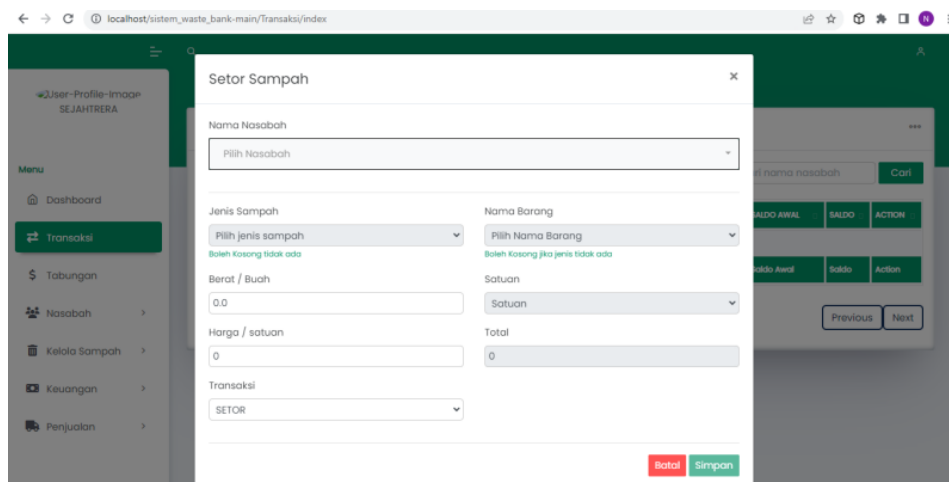 localhost/sistem_waste_bank-main/Transaksi/index
N
User-Profile-Image
SEJAHTRERA
Menu
Dashboard
Transaksi
Tabungan
Nasabah
Kelola Sampah
Keuangan
Penjualan
Setor Sampah
×
Nama Nasabah
Pilih Nasabah
Jenis Sampah
Pilih jenis sampah
Boleh Kosong tidak ada
Nama Barang
Pilih Nama Barang
Boleh Kosong jika jenis tidak ada
Berat / Buah
0.0
Satuan
Satuan
Harga / satuan
0
Total
0
Transaksi
SETOR
Batal
Simpan
nama nasabah
Cari
SALDO AWAL
SALDO
ACTION
Saldo Awal
Saldo
Action
Previous
Next